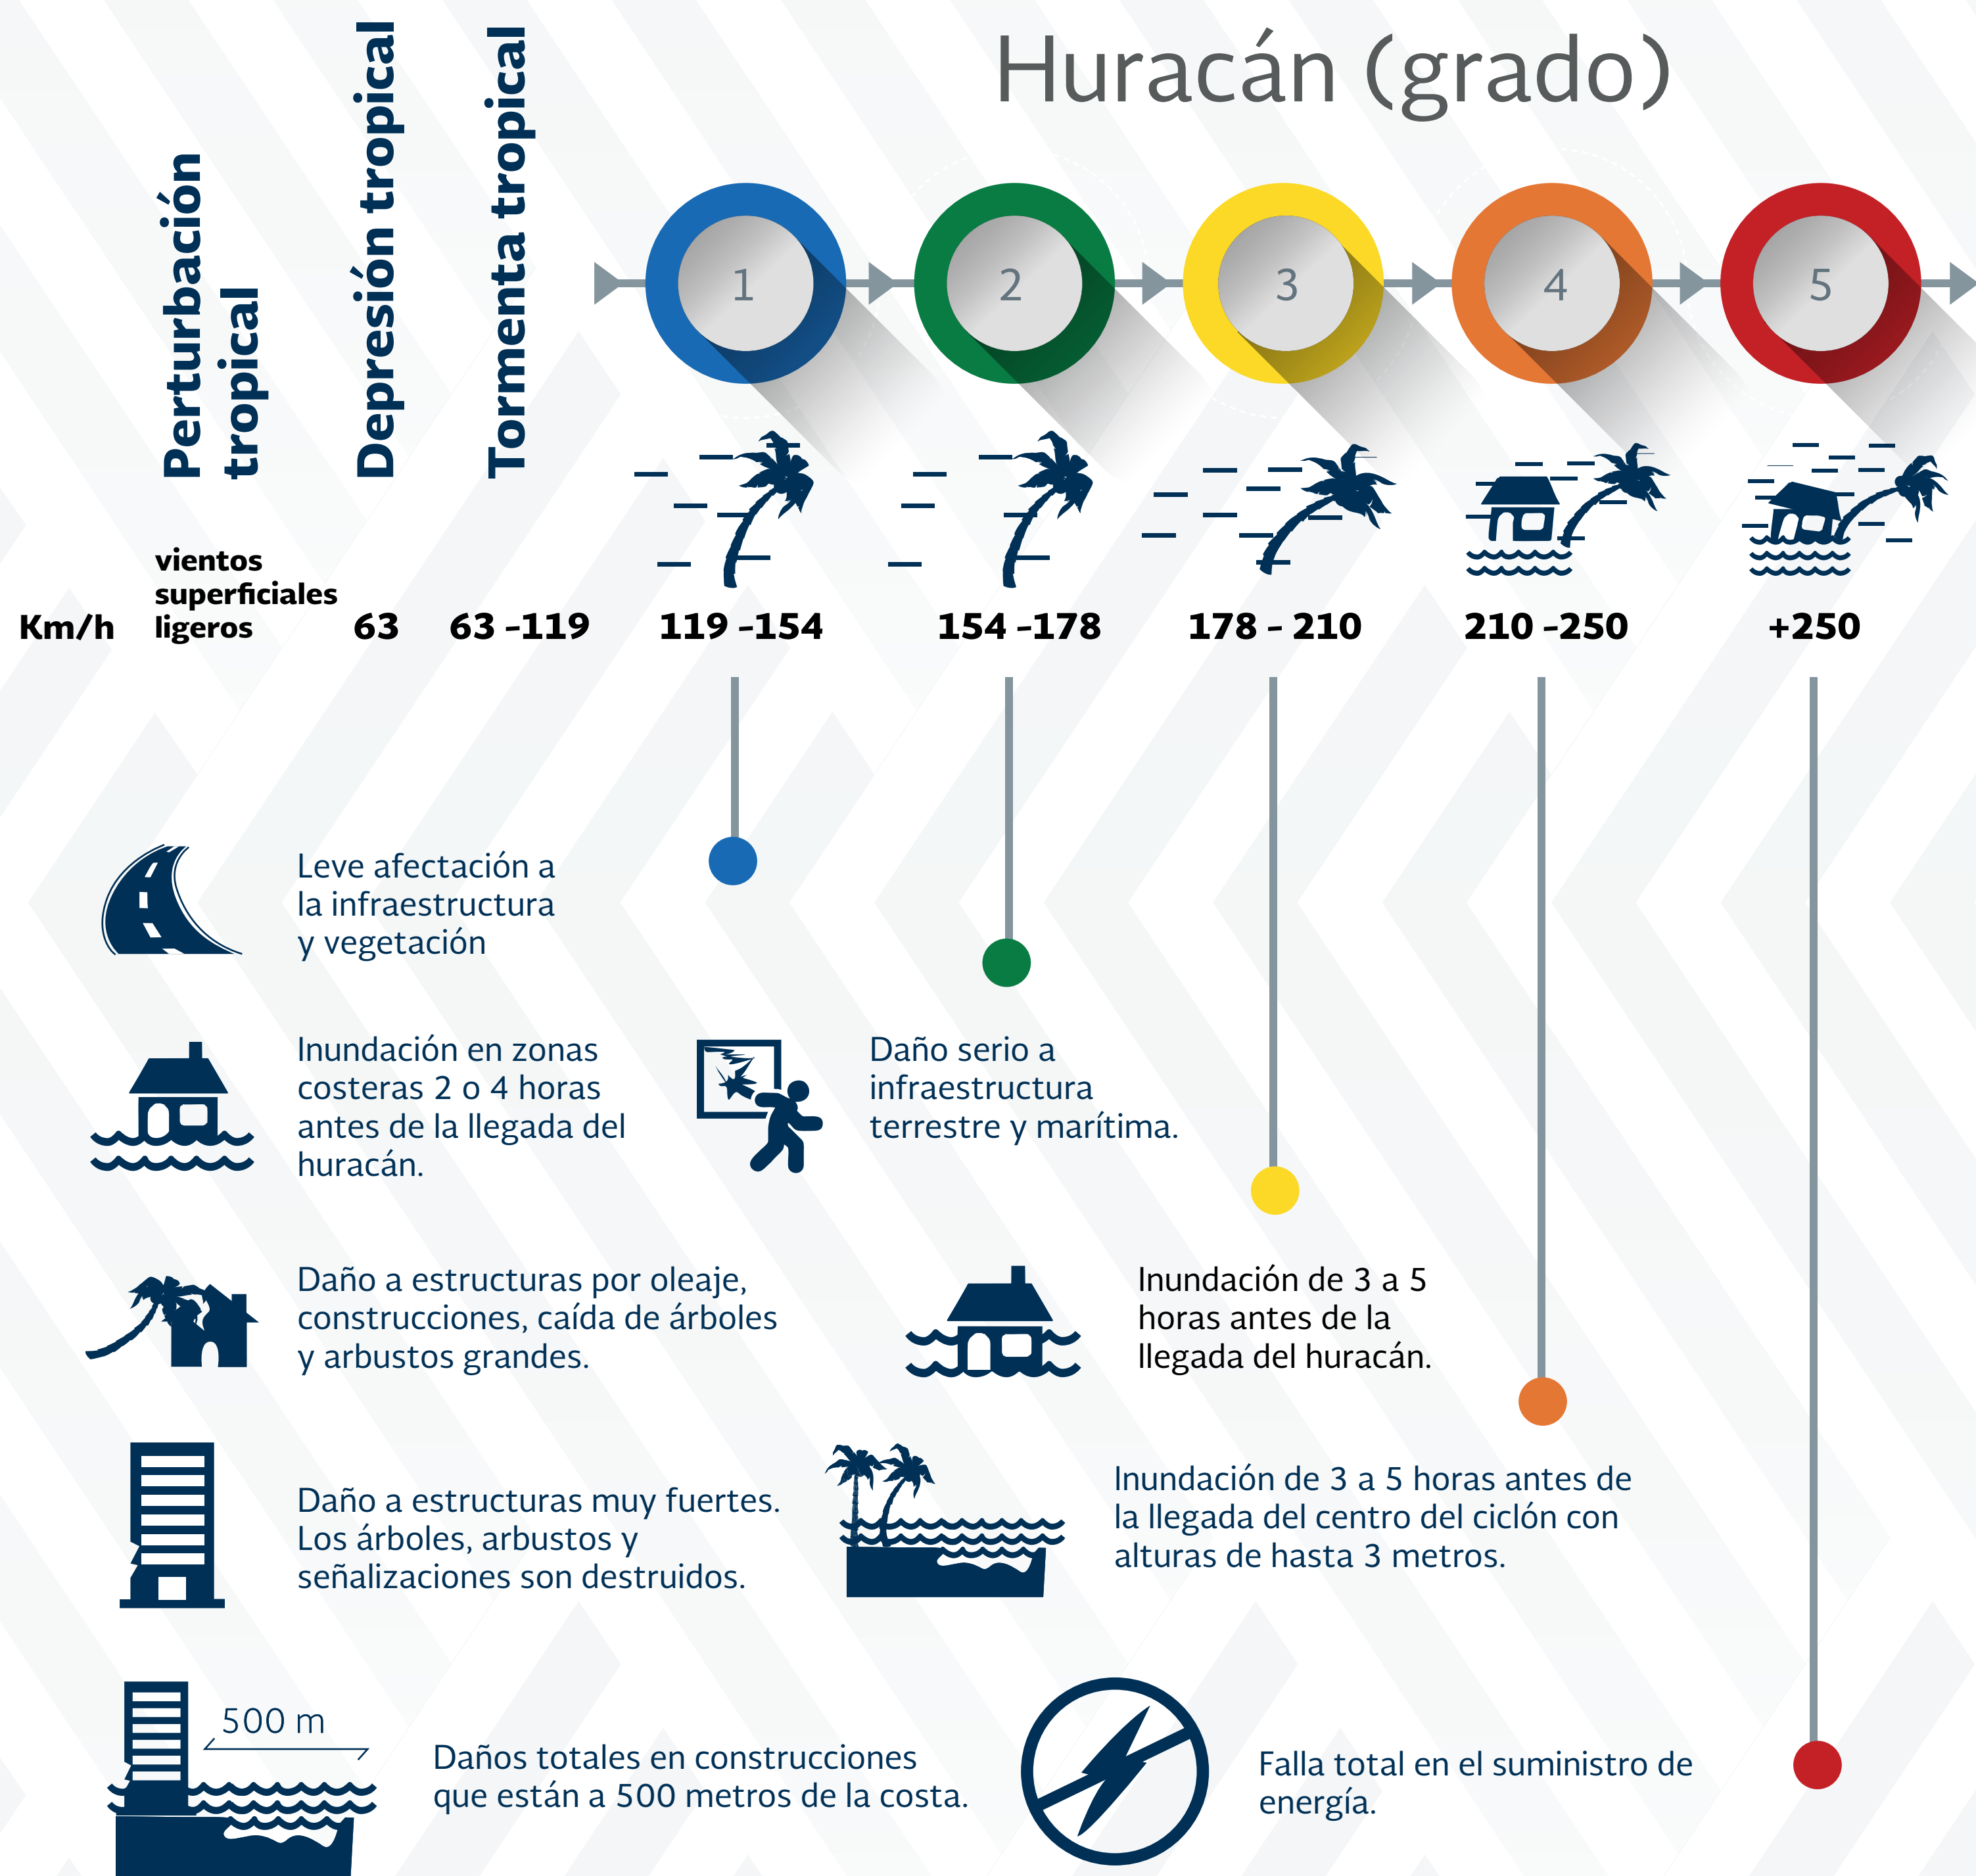 Huracán (grado)
Perturbación
tropical
Depresión tropical
Tormenta tropical
1
2
3
4
5
Km/h
vientos
superficiales
ligeros
63
63 -119
119 -154
154 -178
178 - 210
210 -250
+250
Leve afectación a
la infraestructura
y vegetación
Inundación en zonas
costeras 2 o 4 horas
antes de la llegada del
huracán.
Daño serio a
infraestructura
terrestre y marítima.
Daño a estructuras por oleaje,
construcciones, caída de árboles
y arbustos grandes.
Inundación de 3 a 5
horas antes de la
llegada del huracán.
Daño a estructuras muy fuertes.
Los árboles, arbustos y
señalizaciones son destruidos.
Inundación de 3 a 5 horas antes de
la llegada del centro del ciclón con
alturas de hasta 3 metros.
500 m
Daños totales en construcciones
que están a 500 metros de la costa.
Falla total en el suministro de
energía.